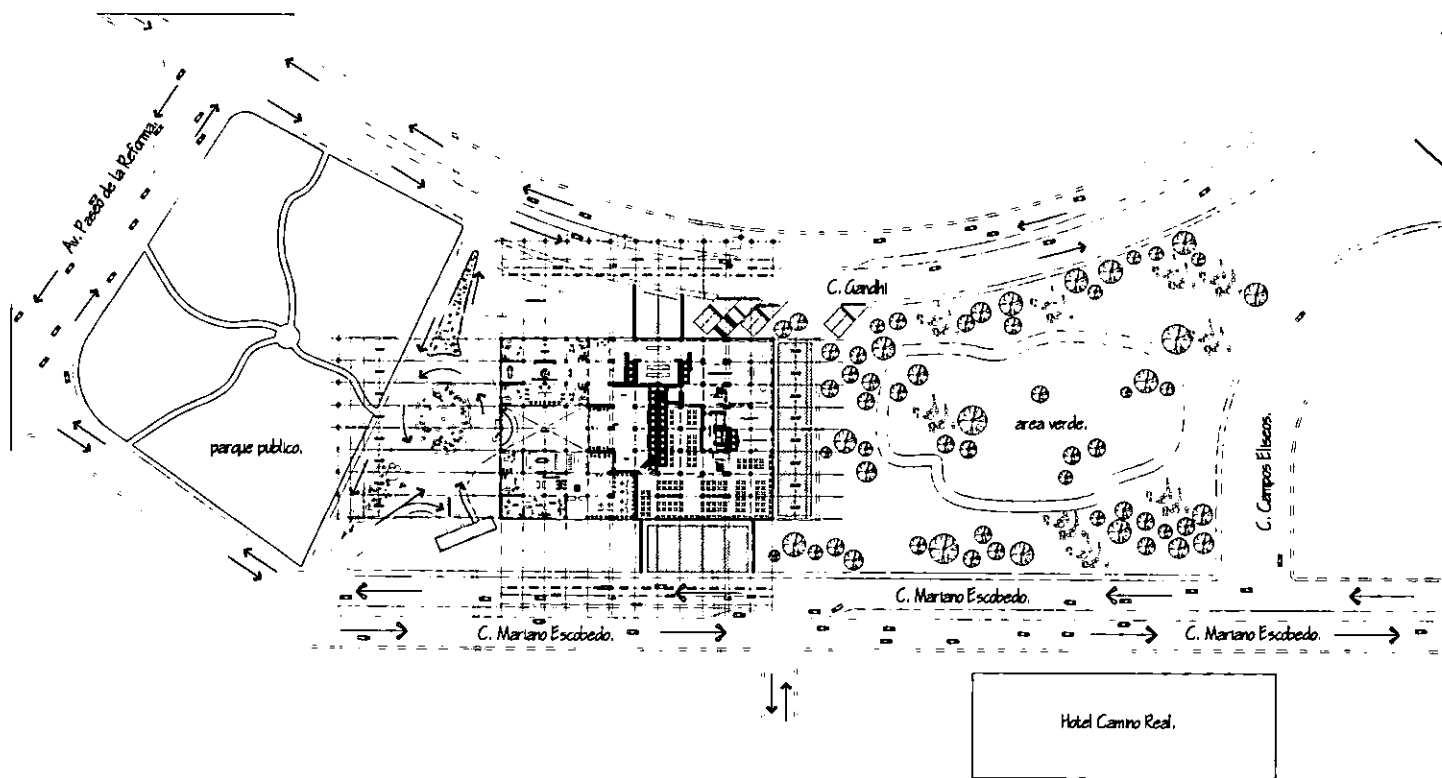 Av. Paseo de la Reforma.
C. Gandhi
parque publico.
area verde.
C. Campos Eliseos.
C. Mariano Escobedo.
C. Mariano Escobedo.
C. Mariano Escobedo.
Hotel Camino Real.